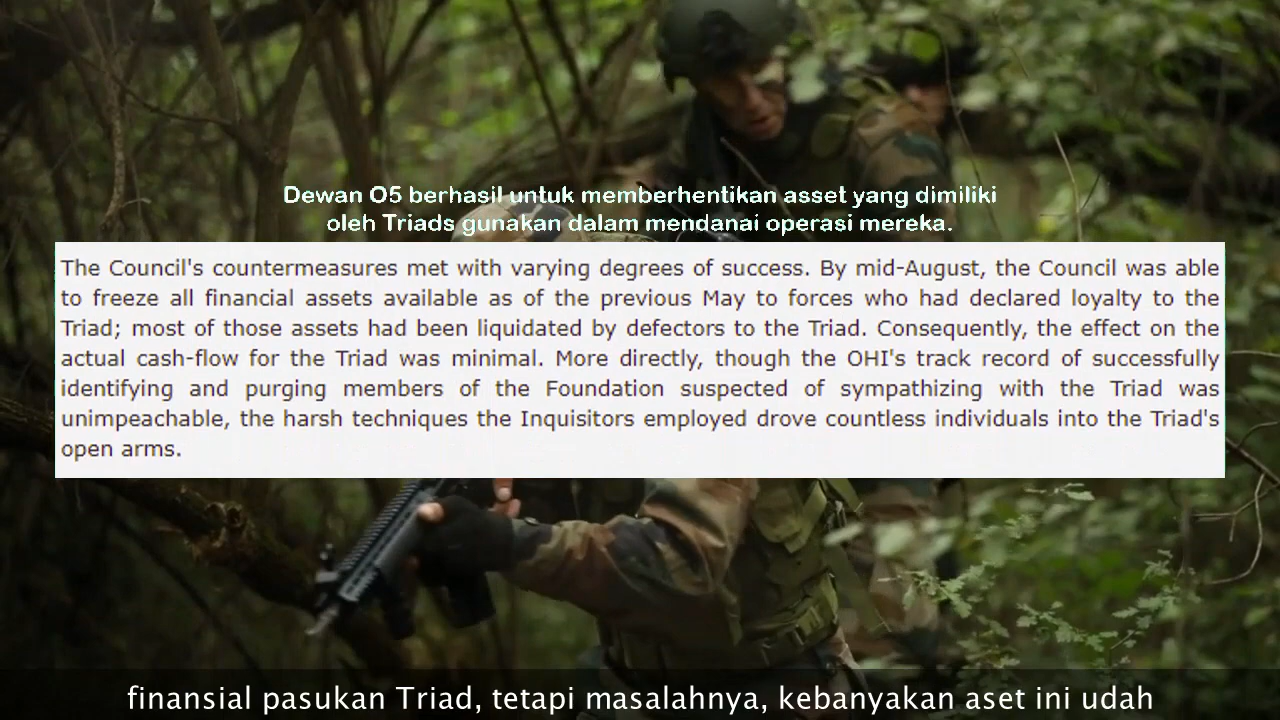 Dewan O5 berhasil untuk memberhentikan asset yang dimiliki
oleh Triads gunakan dalam mendanai operasi mereka.
The Council's countermeasures met with varying degrees of success. By mid-August, the Council was able
to freeze all financial assets available as of the previous May to forces who had declared loyalty to the
Triad; most of those assets had been liquidated by defectors to the Triad. Consequently, the effect on the
actual cash-flow for the Triad was minimal. More directly, though the OHI's track record of successfully
identifying and purging members of the Foundation suspected of sympathizing with the Triad was
unimpeachable, the harsh techniques the Inquisitors employed drove countless individuals into the Triad's
open arms.
finansial pasukan Triad, tetapi masalahnya, kebanyakan aset ini udah